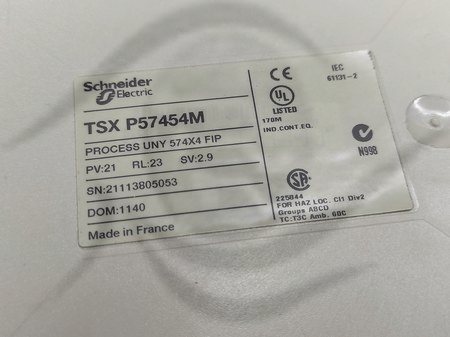 Schneider
Electric
TSX P57454M
PROCESS UNY 574X4 FIP
PV:21 RL:23 SV:2.9
SN:21113805053
DOM:1140
Made in France
CE
IEC
61131-2
UL
LISTED
170M
IND.CONT.EQ.
N998
SA
225844
FOR HAZ LOC. Cl1 Div2
Groups ABCD
TC:T3C Amb. 60C